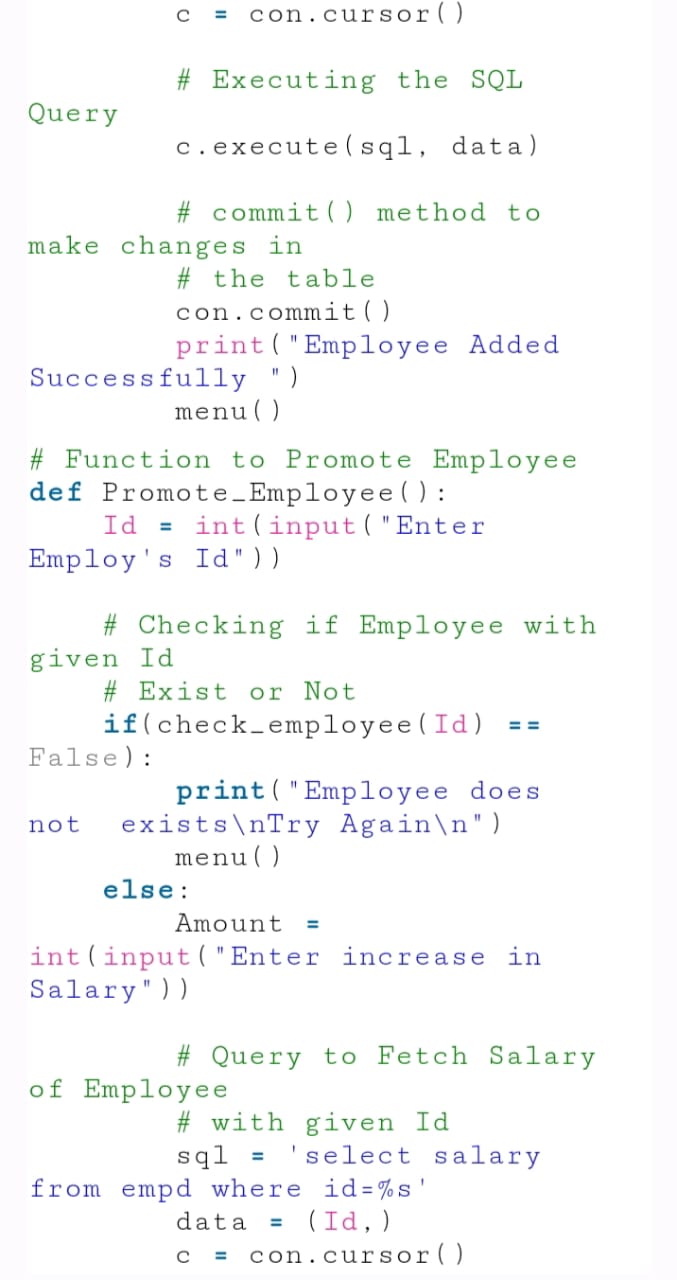 c = con.cursor()
# Executing the SQL
Query
c.execute(sql, data)
# commit() method to
make changes in
# the table
con.commit()
print("Employee Added
Successfully ")
menu()
# Function to Promote Employee
def Promote_Employee():
Id = int(input("Enter
Employ's Id"))
# Checking if Employee with
given Id
# Exist or Not
if(check_employee(Id) ==
False):
print("Employee does
not  exists\nTry Again\n")
menu()
else:
Amount =
int(input("Enter increase in
Salary"))
# Query to Fetch Salary
of Employee
# with given Id
sql = 'select salary
from empd where id=%s'
data = (Id,)
c = con.cursor()